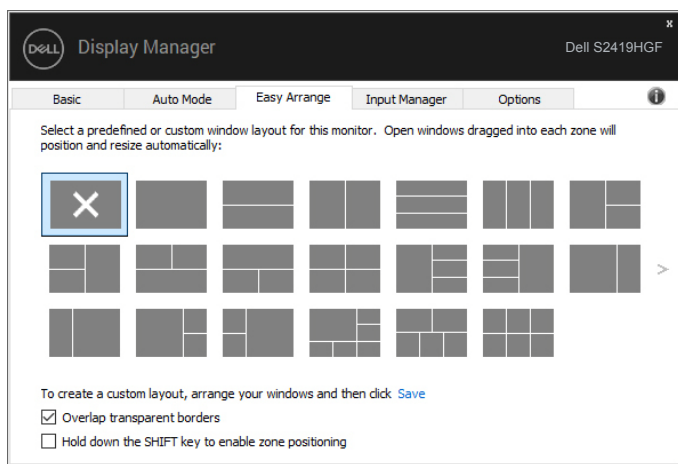 x
DELL Display Manager
Dell S2419HGF
Basic Auto Mode Easy Arrange Input Manager Options
Select a predefined or custom window layout for this monitor. Open windows dragged into each zone will
position and resize automatically:
To create a custom layout, arrange your windows and then click Save
Overlap transparent borders
Hold down the SHIFT key to enable zone positioning